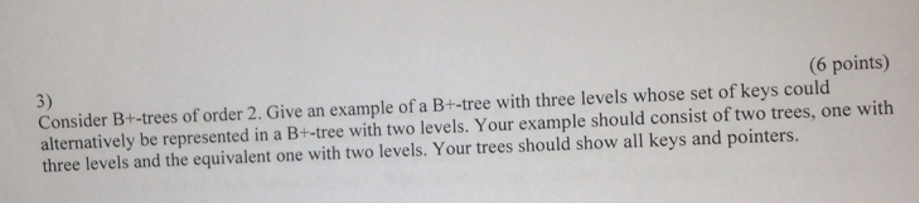 (6 points)
3)
Consider B+-trees of order 2. Give an example of a B+-tree with three levels whose set of keys could
alternatively be represented in a B+-tree with two levels. Your example should consist of two trees, one with
three levels and the equivalent one with two levels. Your trees should show all keys and pointers.